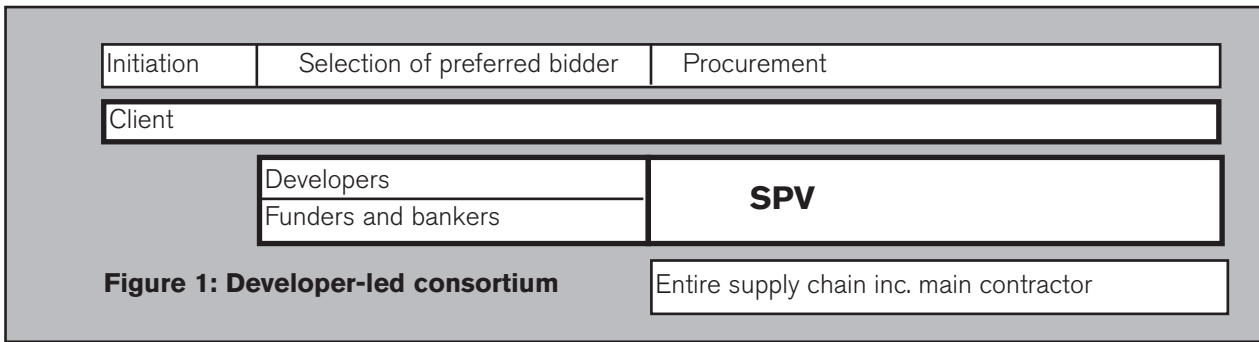 Initiation Selection of preferred bidder Procurement
Client
Developers
Funders and bankers
SPV
Figure 1: Developer-led consortium
Entire supply chain inc. main contractor